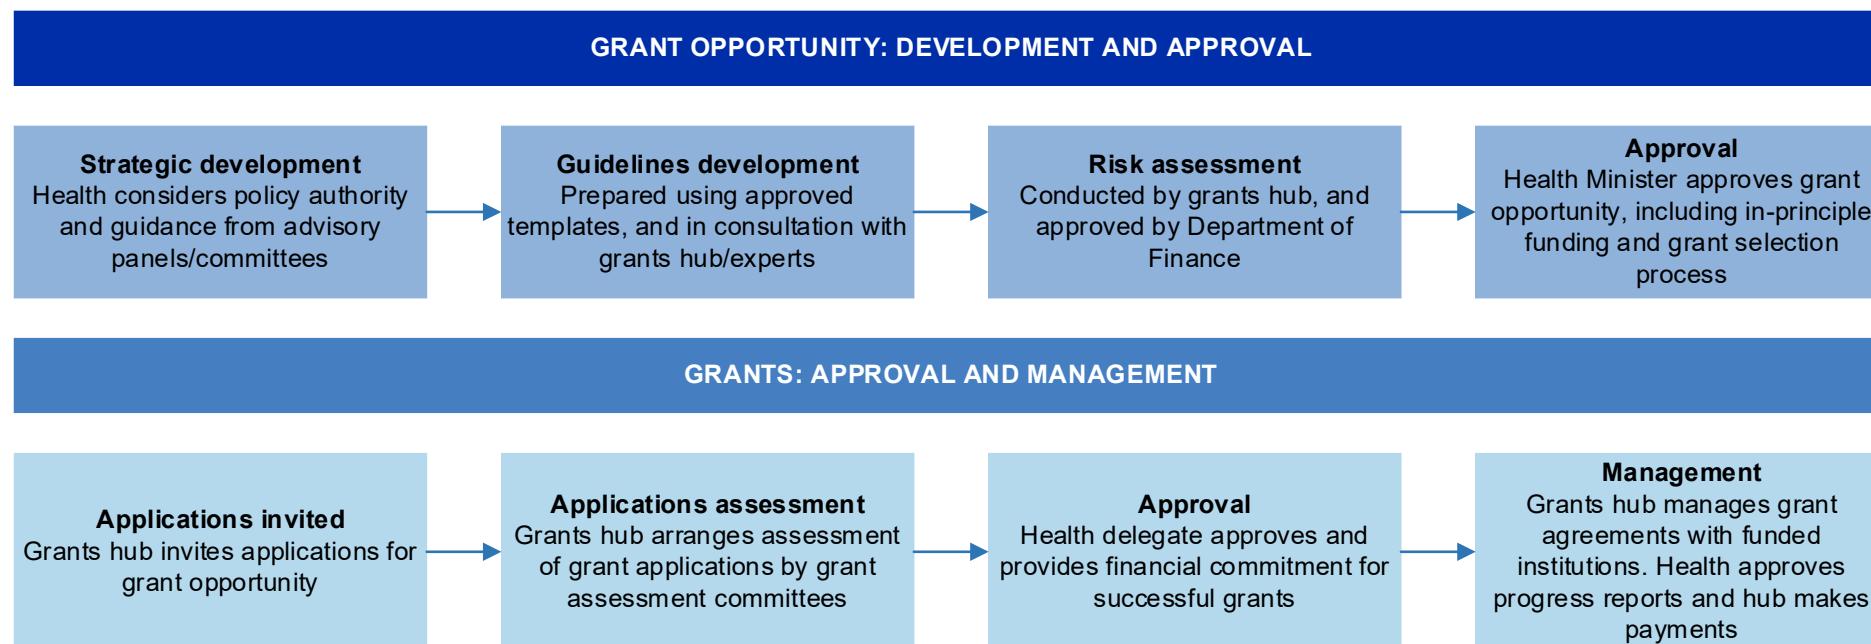 GRANT OPPORTUNITY: DEVELOPMENT AND APPROVAL
Strategic development
Health considers policy authority
and guidance from advisory
panels/committees
Guidelines development
Prepared using approved
templates, and in consultation with
grants hub/experts
Risk assessment
Conducted by grants hub, and
approved by Department of
Finance
Approval
Health Minister approves grant
opportunity, including in-principle
funding and grant selection
process
GRANTS: APPROVAL AND MANAGEMENT
Applications invited
Grants hub invites applications for
grant opportunity
Applications assessment
Grants hub arranges assessment
of grant applications by grant
assessment committees
Approval
Health delegate approves and
provides financial commitment for
successful grants
Management
Grants hub manages grant
agreements with funded
institutions. Health approves
progress reports and hub makes
payments